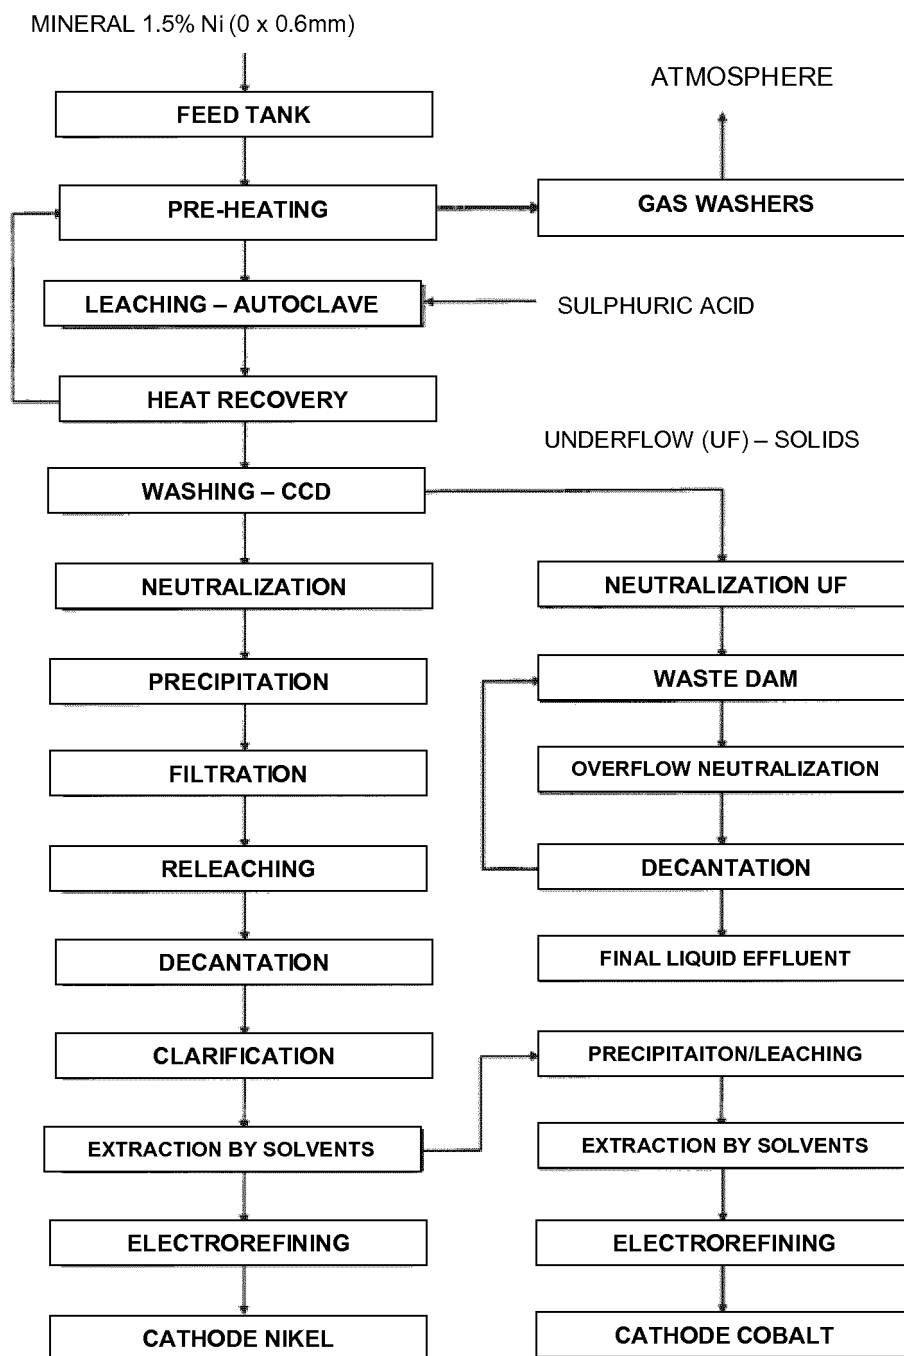 MINERAL 1.5% Ni (0 x 0.6mm)
ATMOSPHERE
FEED TANK
PRE-HEATING
GAS WASHERS
LEACHING – AUTOCLAVE
SULPHURIC ACID
HEAT RECOVERY
UNDERFLOW (UF) – SOLIDS
WASHING – CCD
NEUTRALIZATION
NEUTRALIZATION UF
PRECIPITATION
WASTE DAM
FILTRATION
OVERFLOW NEUTRALIZATION
RELEACHING
DECANTATION
DECANTATION
FINAL LIQUID EFFLUENT
CLARIFICATION
PRECIPITAITON/LEACHING
EXTRACTION BY SOLVENTS
EXTRACTION BY SOLVENTS
ELECTROREFINING
ELECTROREFINING
CATHODE NIKEL
CATHODE COBALT